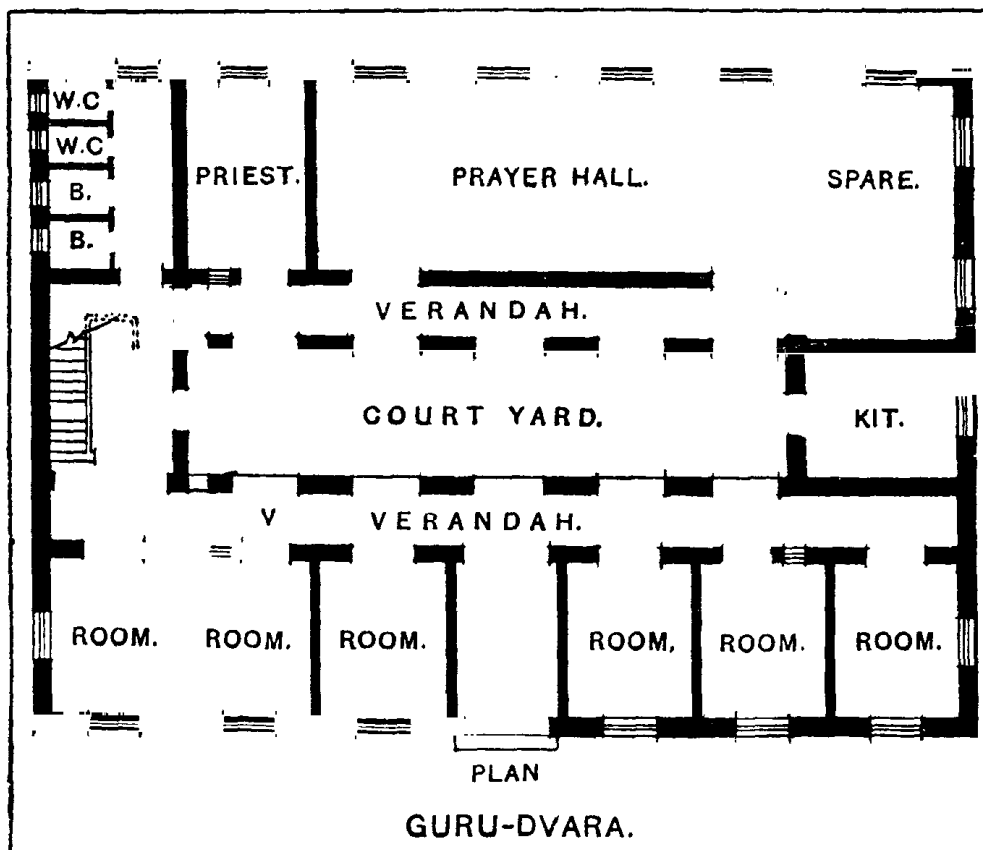 W.C
W.C
B.
B.
PRIEST.
PRAYER HALL.
SPARE.
VERANDAH.
COURT YARD.
KIT.
V VERANDAH.
ROOM. ROOM. ROOM. ROOM, ROOM. ROOM.
PLAN
GURU-DVARA.